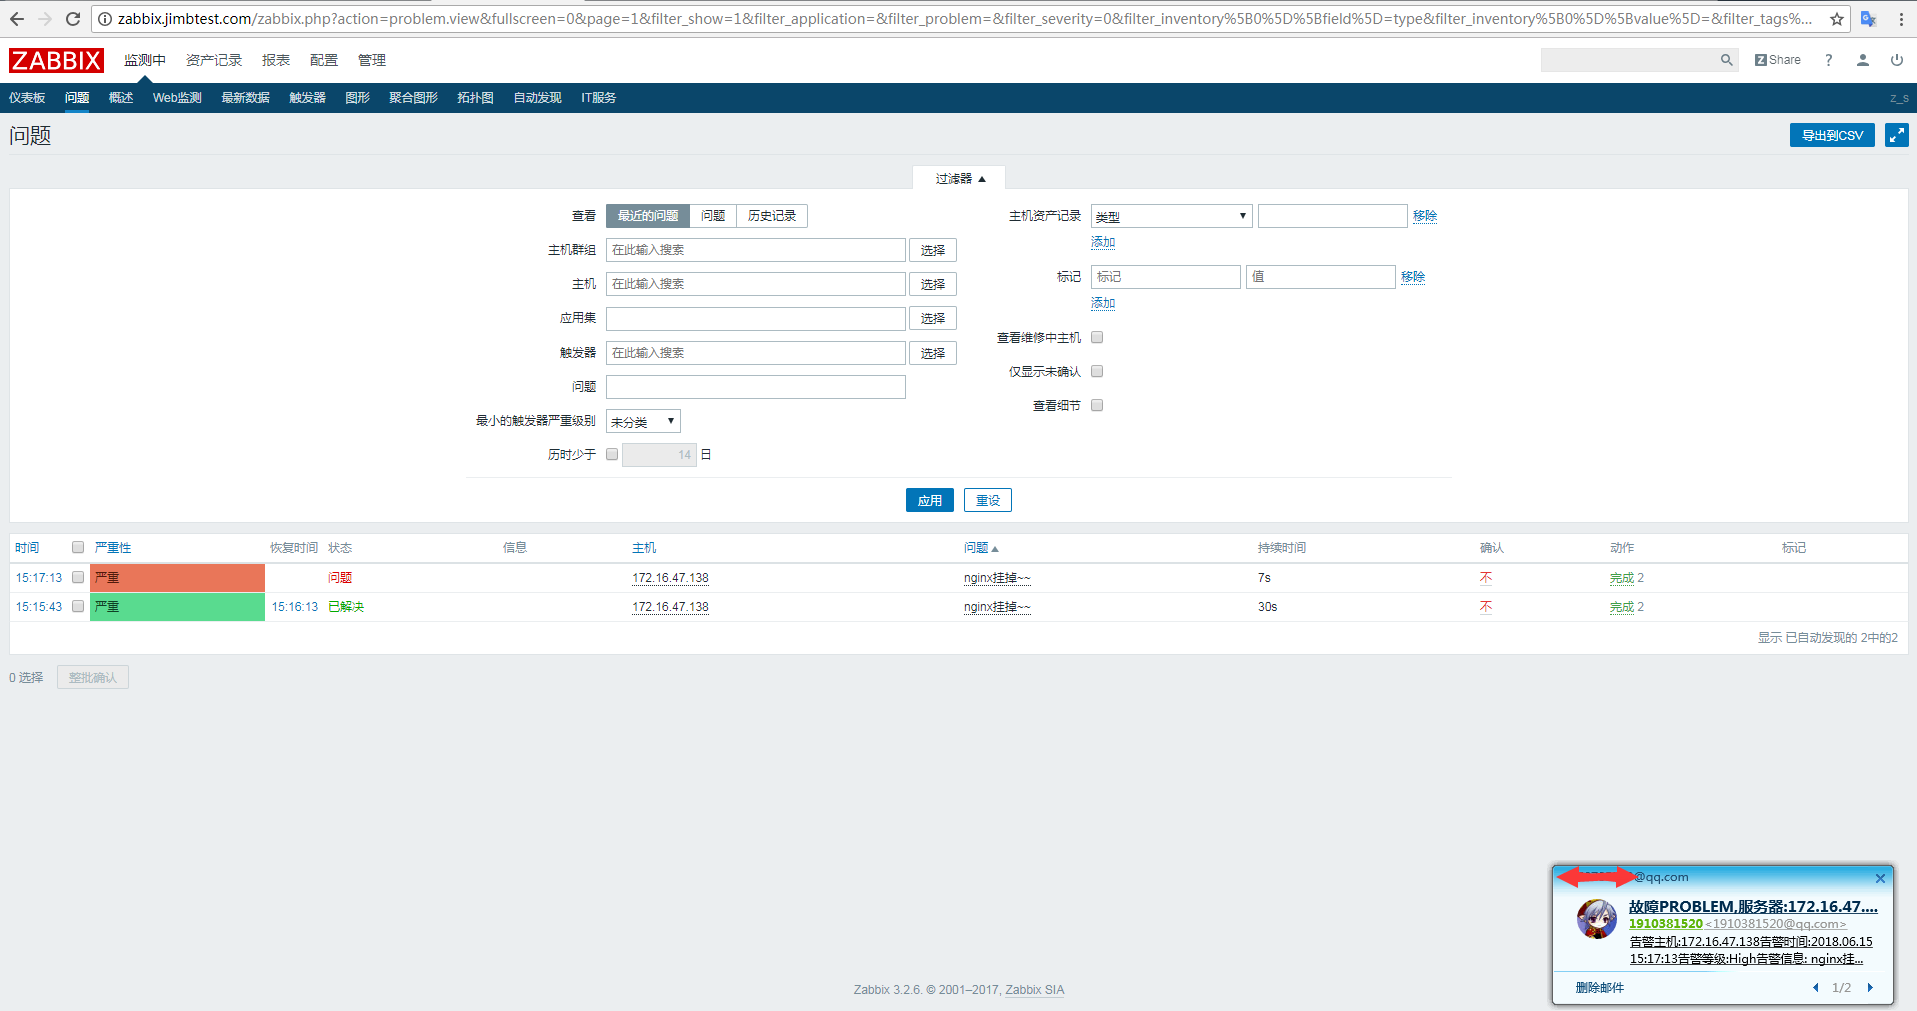 zabbix.jimbtest.com/zabbix.php?action=problem.view&fullscreen=0&page=1&filter_show=1&filter_application=&filter_problem=&filter_severity=0&filter_inventory%5B0%5D%5Bfield%5D=type&filter_inventory%5B0%5D%5Bvalue%5D=&filter_tags%...
ZABBIX 监测中 资产记录 报表 配置 管理 Z Share ?
仪表板 问题 概述 Web监测 最新数据 触发器 图形 聚合图形 拓扑图 自动发现 IT服务 z_s
问题 导出到CSV
过滤器 ▲
查看 最近的问题 问题 历史记录 主机资产记录 类型 移除
添加
主机群组 在此输入搜索 选择
主机 在此输入搜索 选择 标记 标记 值 移除
添加
应用集 选择
查看维修中主机
触发器 在此输入搜索 选择
仅显示未确认
问题
查看细节
最小的触发器严重级别 未分类
历时少于 14 日
应用 重设
时间 严重性 恢复时间 状态 信息 主机 问题▲ 持续时间 确认 动作 标记
15:17:13 严重 问题 172.16.47.138 nginx挂掉~~ 7s 不 完成 2
15:15:43 严重 15:16:13 已解决 172.16.47.138 nginx挂掉~~ 30s 不 完成 2
显示 已自动发现的 2中的2
0 选择 整批确认
@qq.com
故障PROBLEM,服务器:172.16.47....
1910381520<1910381520@qq.com>
告警主机:172.16.47.138告警时间:2018.06.15
15:17:13告警等级:High告警信息: nginx挂...
删除邮件 1/2
Zabbix 3.2.6. © 2001–2017, Zabbix SIA